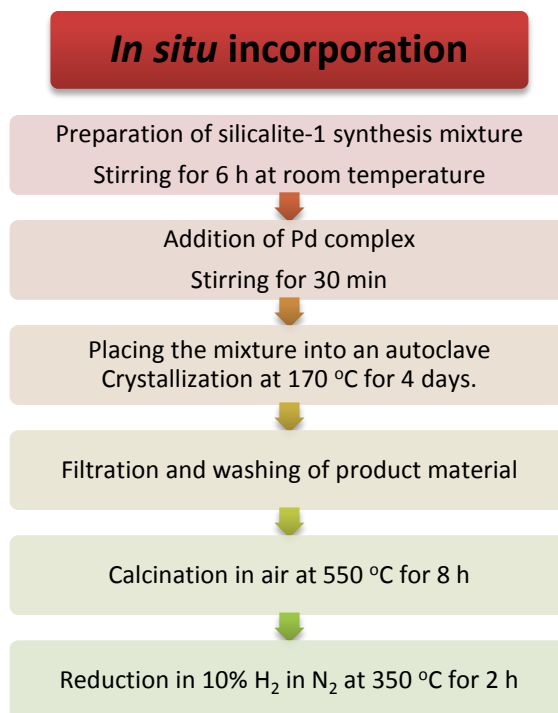 In situ incorporation
Preparation of silicalite-1 synthesis mixture
Stirring for 6 h at room temperature
Addition of Pd complex
Stirring for 30 min
Placing the mixture into an autoclave
Crystallization at 170 ºC for 4 days.
Filtration and washing of product material
Calcination in air at 550 ºC for 8 h
Reduction in 10% H₂ in N₂ at 350 ºC for 2 h